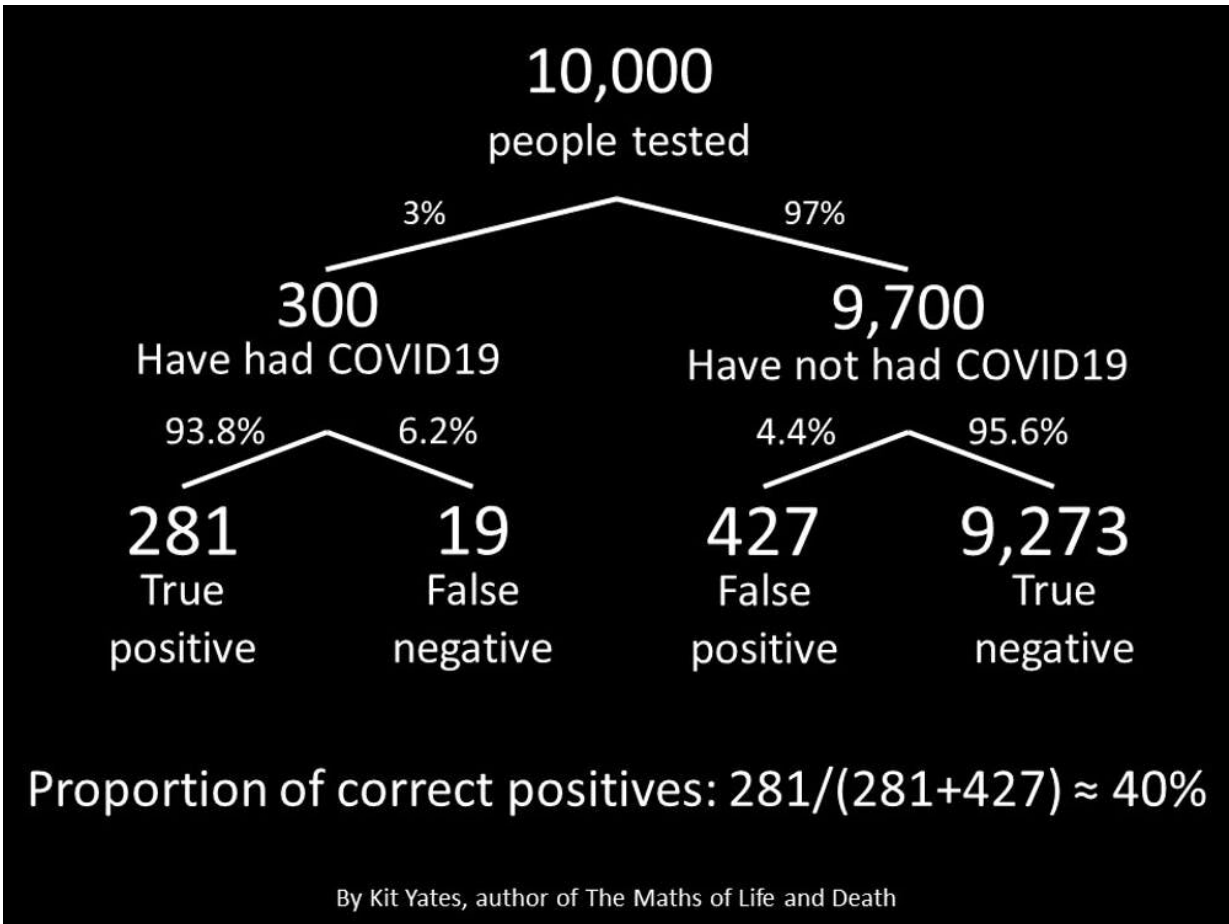 10,000
people tested
3%
97%
300
9,700
Have had COVID19
Have not had COVID19
93.8%
6.2%
4.4%
95.6%
281
19
427
9,273
True
False
False
True
positive
negative
positive
negative
Proportion of correct positives: 281/(281+427) ≈ 40%
By Kit Yates, author of The Maths of Life and Death